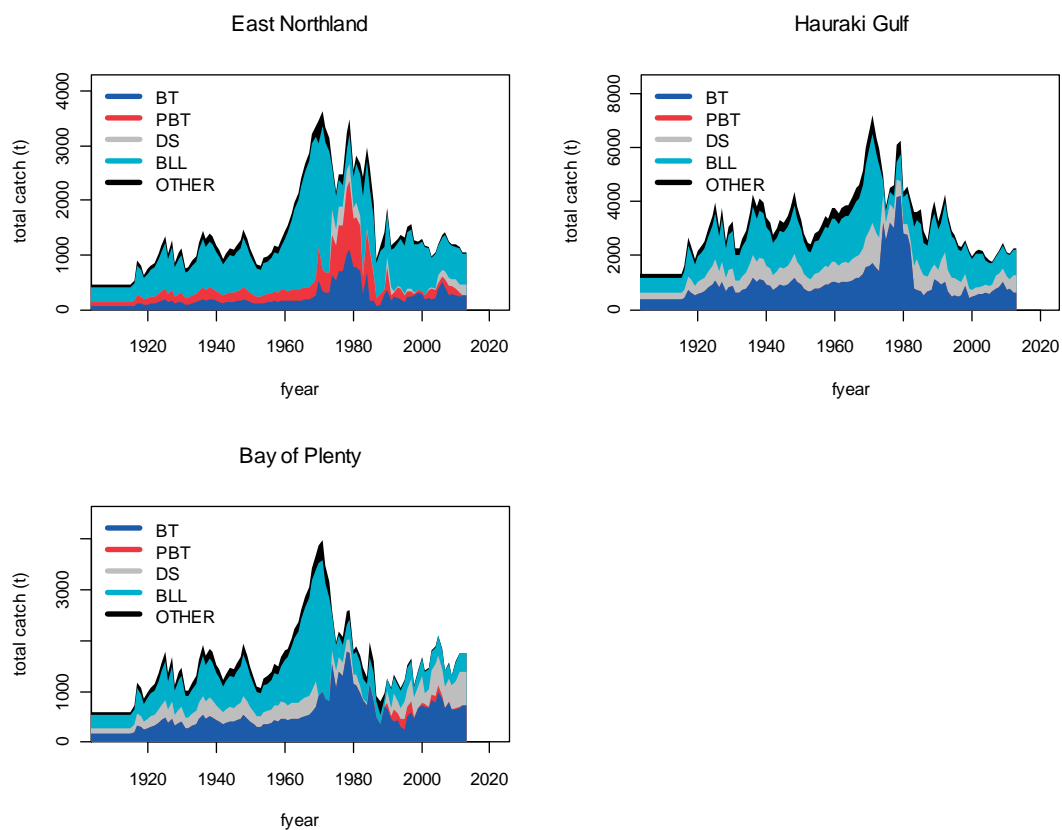 East Northland
total catch (t)
4000
3000
2000
1000
0
BT
PBT
DS
BLL
OTHER
1920 1940 1960 1980 2000 2020
fyear
Hauraki Gulf
total catch (t)
8000
6000
4000
2000
0
BT
PBT
DS
BLL
OTHER
1920 1940 1960 1980 2000 2020
fyear
Bay of Plenty
total catch (t)
3000
1000
0
BT
PBT
DS
BLL
OTHER
1920 1940 1960 1980 2000 2020
fyear